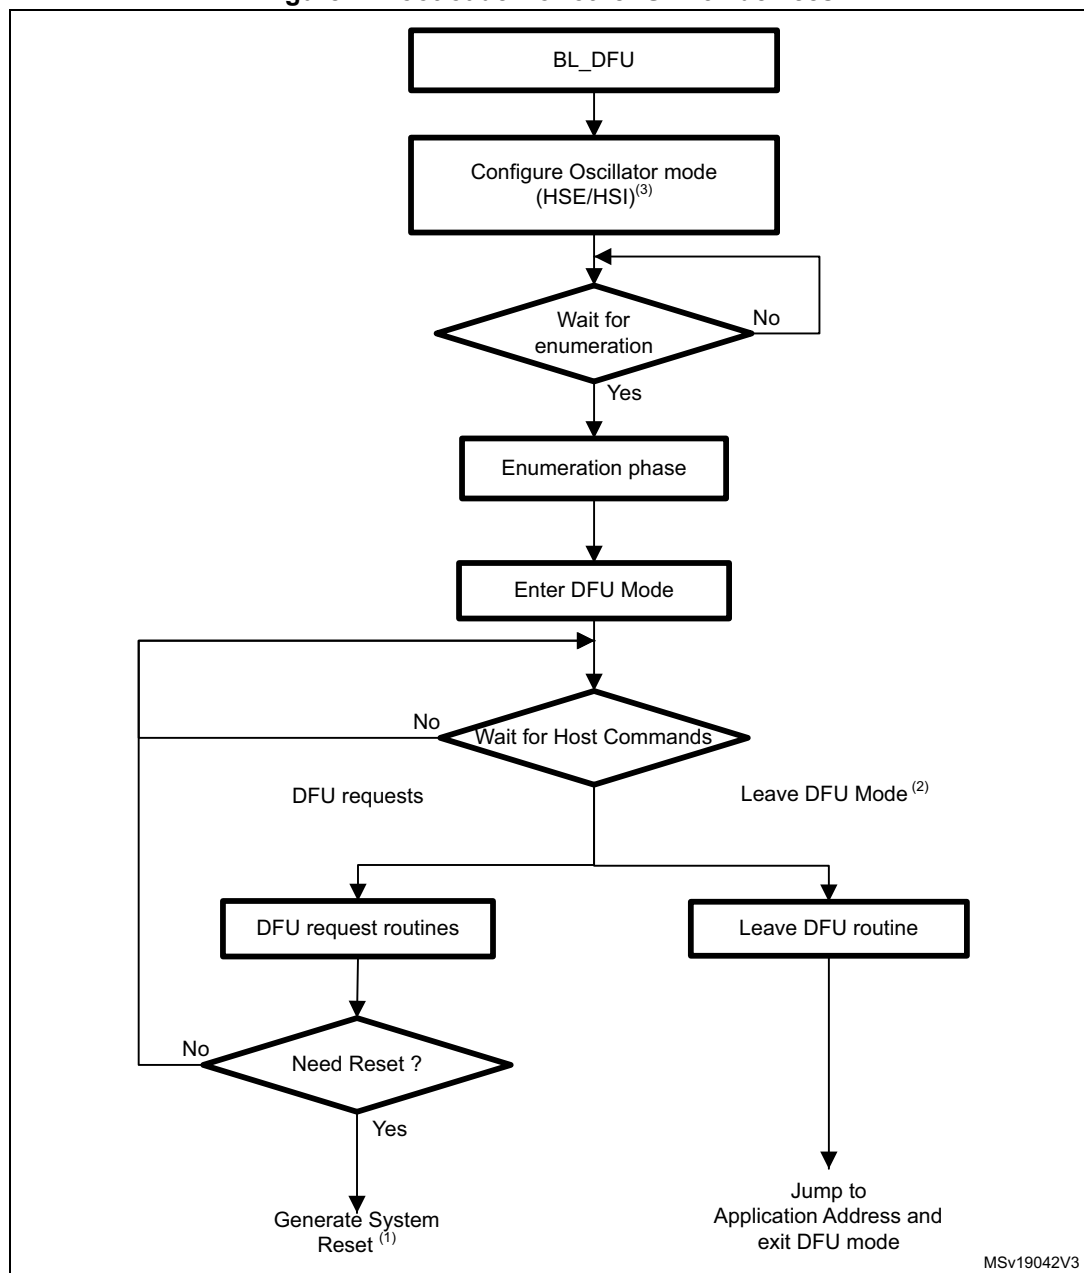 BL_DFU
Configure Oscillator mode
(HSE/HSI)(3)
Wait for
enumeration
No
Yes
Enumeration phase
Enter DFU Mode
No
Wait for Host Commands
DFU requests
Leave DFU Mode (2)
DFU request routines
Leave DFU routine
No
Need Reset ?
Yes
Generate System
Reset (1)
Jump to
Application Address and
exit DFU mode
MSv19042V3